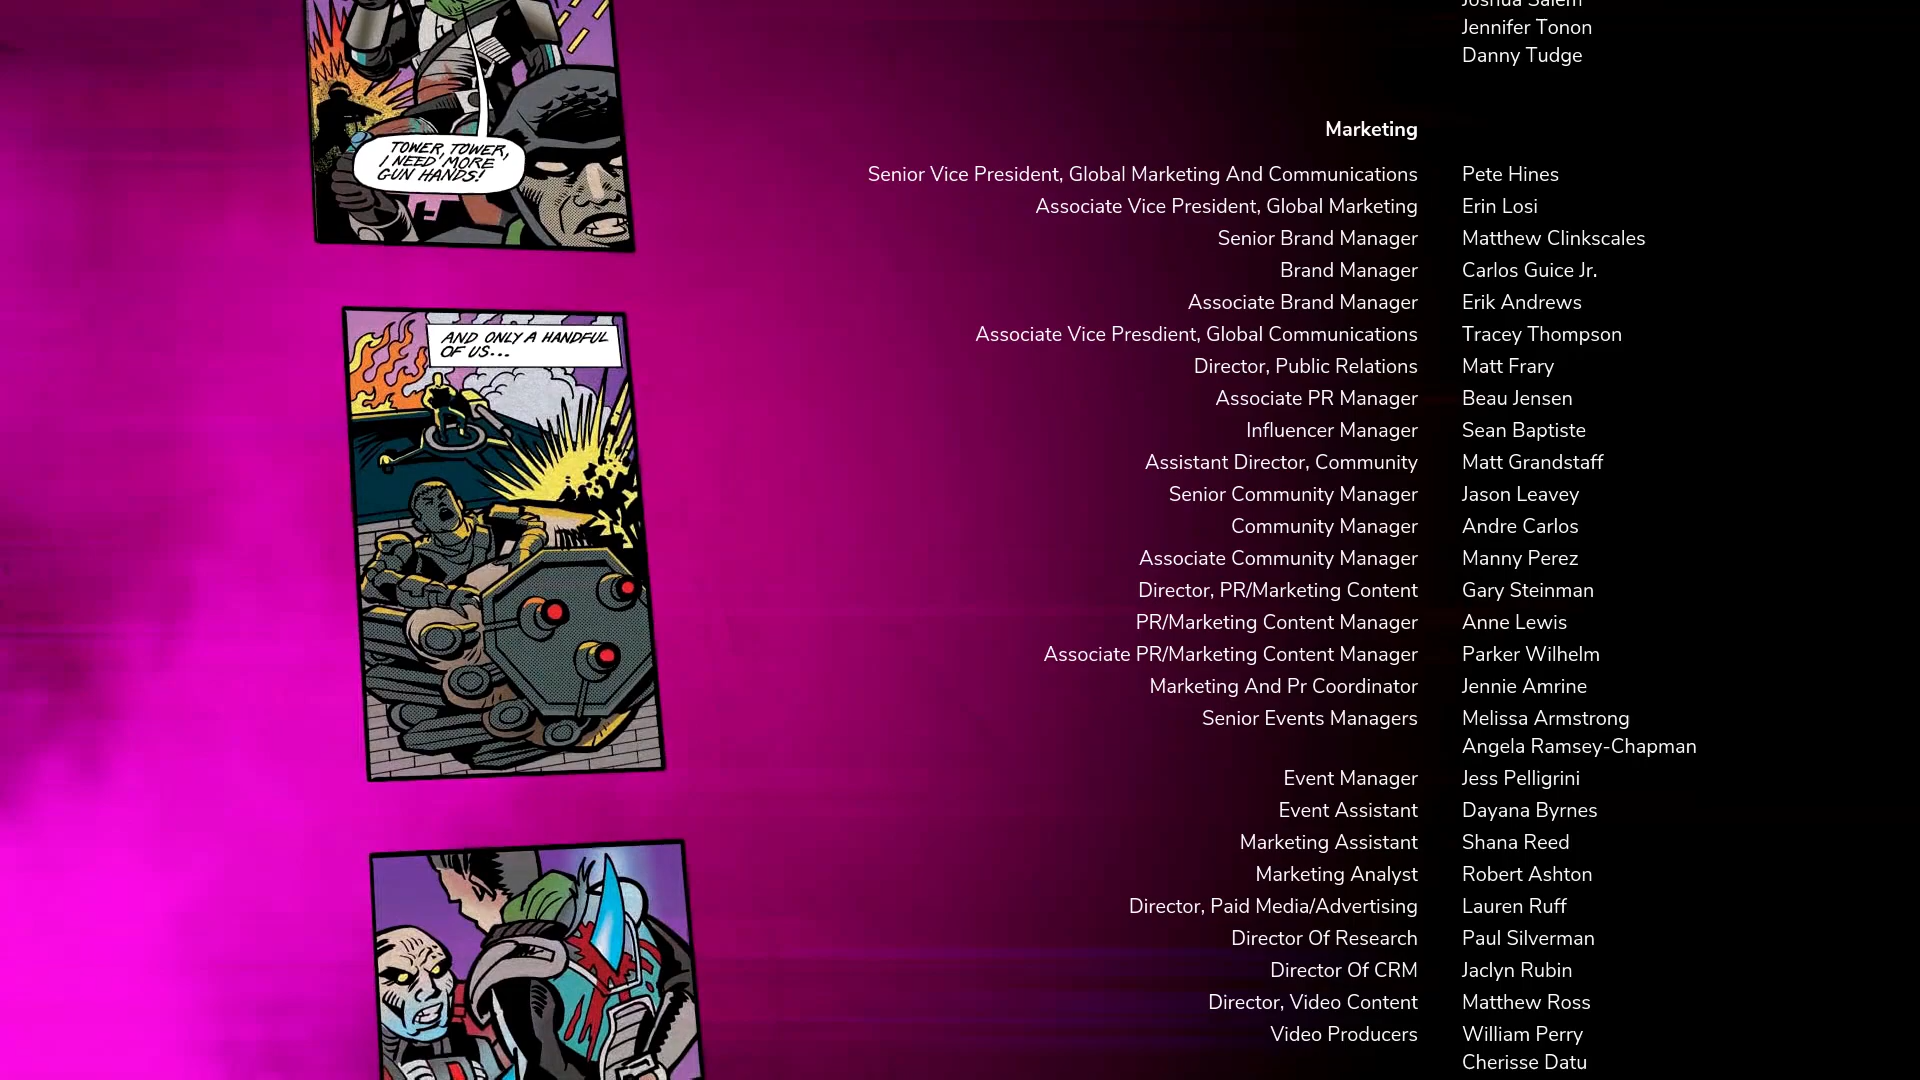 Joshua Salem
Jennifer Tonon
Danny Tudge
TOWER, TOWER,
I NEED MORE
GUN HANDS!
AND ONLY A HANDFUL
OF US...
Marketing
Senior Vice President, Global Marketing And Communications Pete Hines
Associate Vice President, Global Marketing Erin Losi
Senior Brand Manager Matthew Clinkscales
Brand Manager Carlos Guice Jr.
Associate Brand Manager Erik Andrews
Associate Vice Presdient, Global Communications Tracey Thompson
Director, Public Relations Matt Frary
Associate PR Manager Beau Jensen
Influencer Manager Sean Baptiste
Assistant Director, Community Matt Grandstaff
Senior Community Manager Jason Leavey
Community Manager Andre Carlos
Associate Community Manager Manny Perez
Director, PR/Marketing Content Gary Steinman
PR/Marketing Content Manager Anne Lewis
Associate PR/Marketing Content Manager Parker Wilhelm
Marketing And Pr Coordinator Jennie Amrine
Senior Events Managers Melissa Armstrong
Angela Ramsey-Chapman
Event Manager Jess Pelligrini
Event Assistant Dayana Byrnes
Marketing Assistant Shana Reed
Marketing Analyst Robert Ashton
Director, Paid Media/Advertising Lauren Ruff
Director Of Research Paul Silverman
Director Of CRM Jaclyn Rubin
Director, Video Content Matthew Ross
Video Producers William Perry
Cherisse Datu